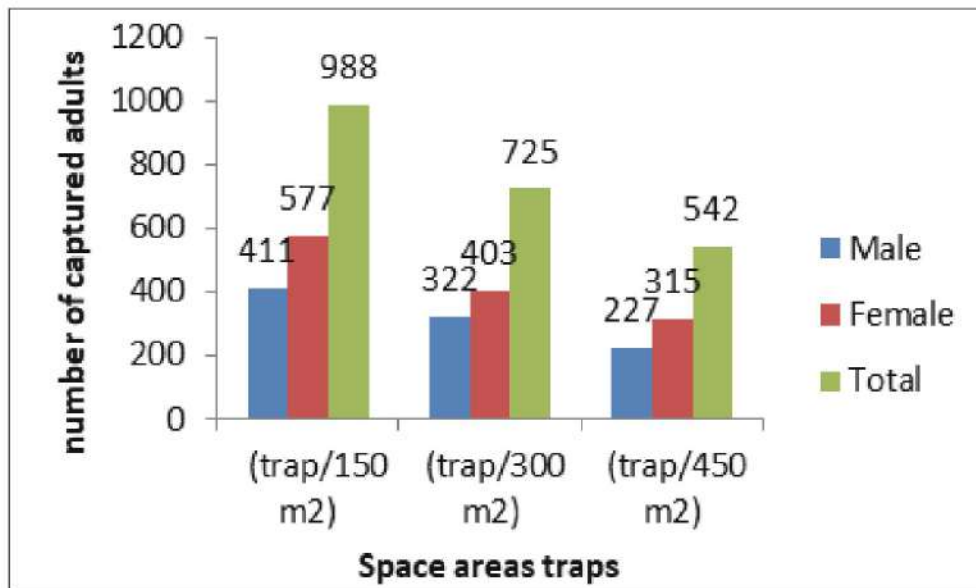 number of captured adults
1200
1000
800
600
400
200
0
988
577
411
725
403
322
542
315
227
Male
Female
Total
(trap/150
m2)
(trap/300
m2)
(trap/450
m2)
Space areas traps